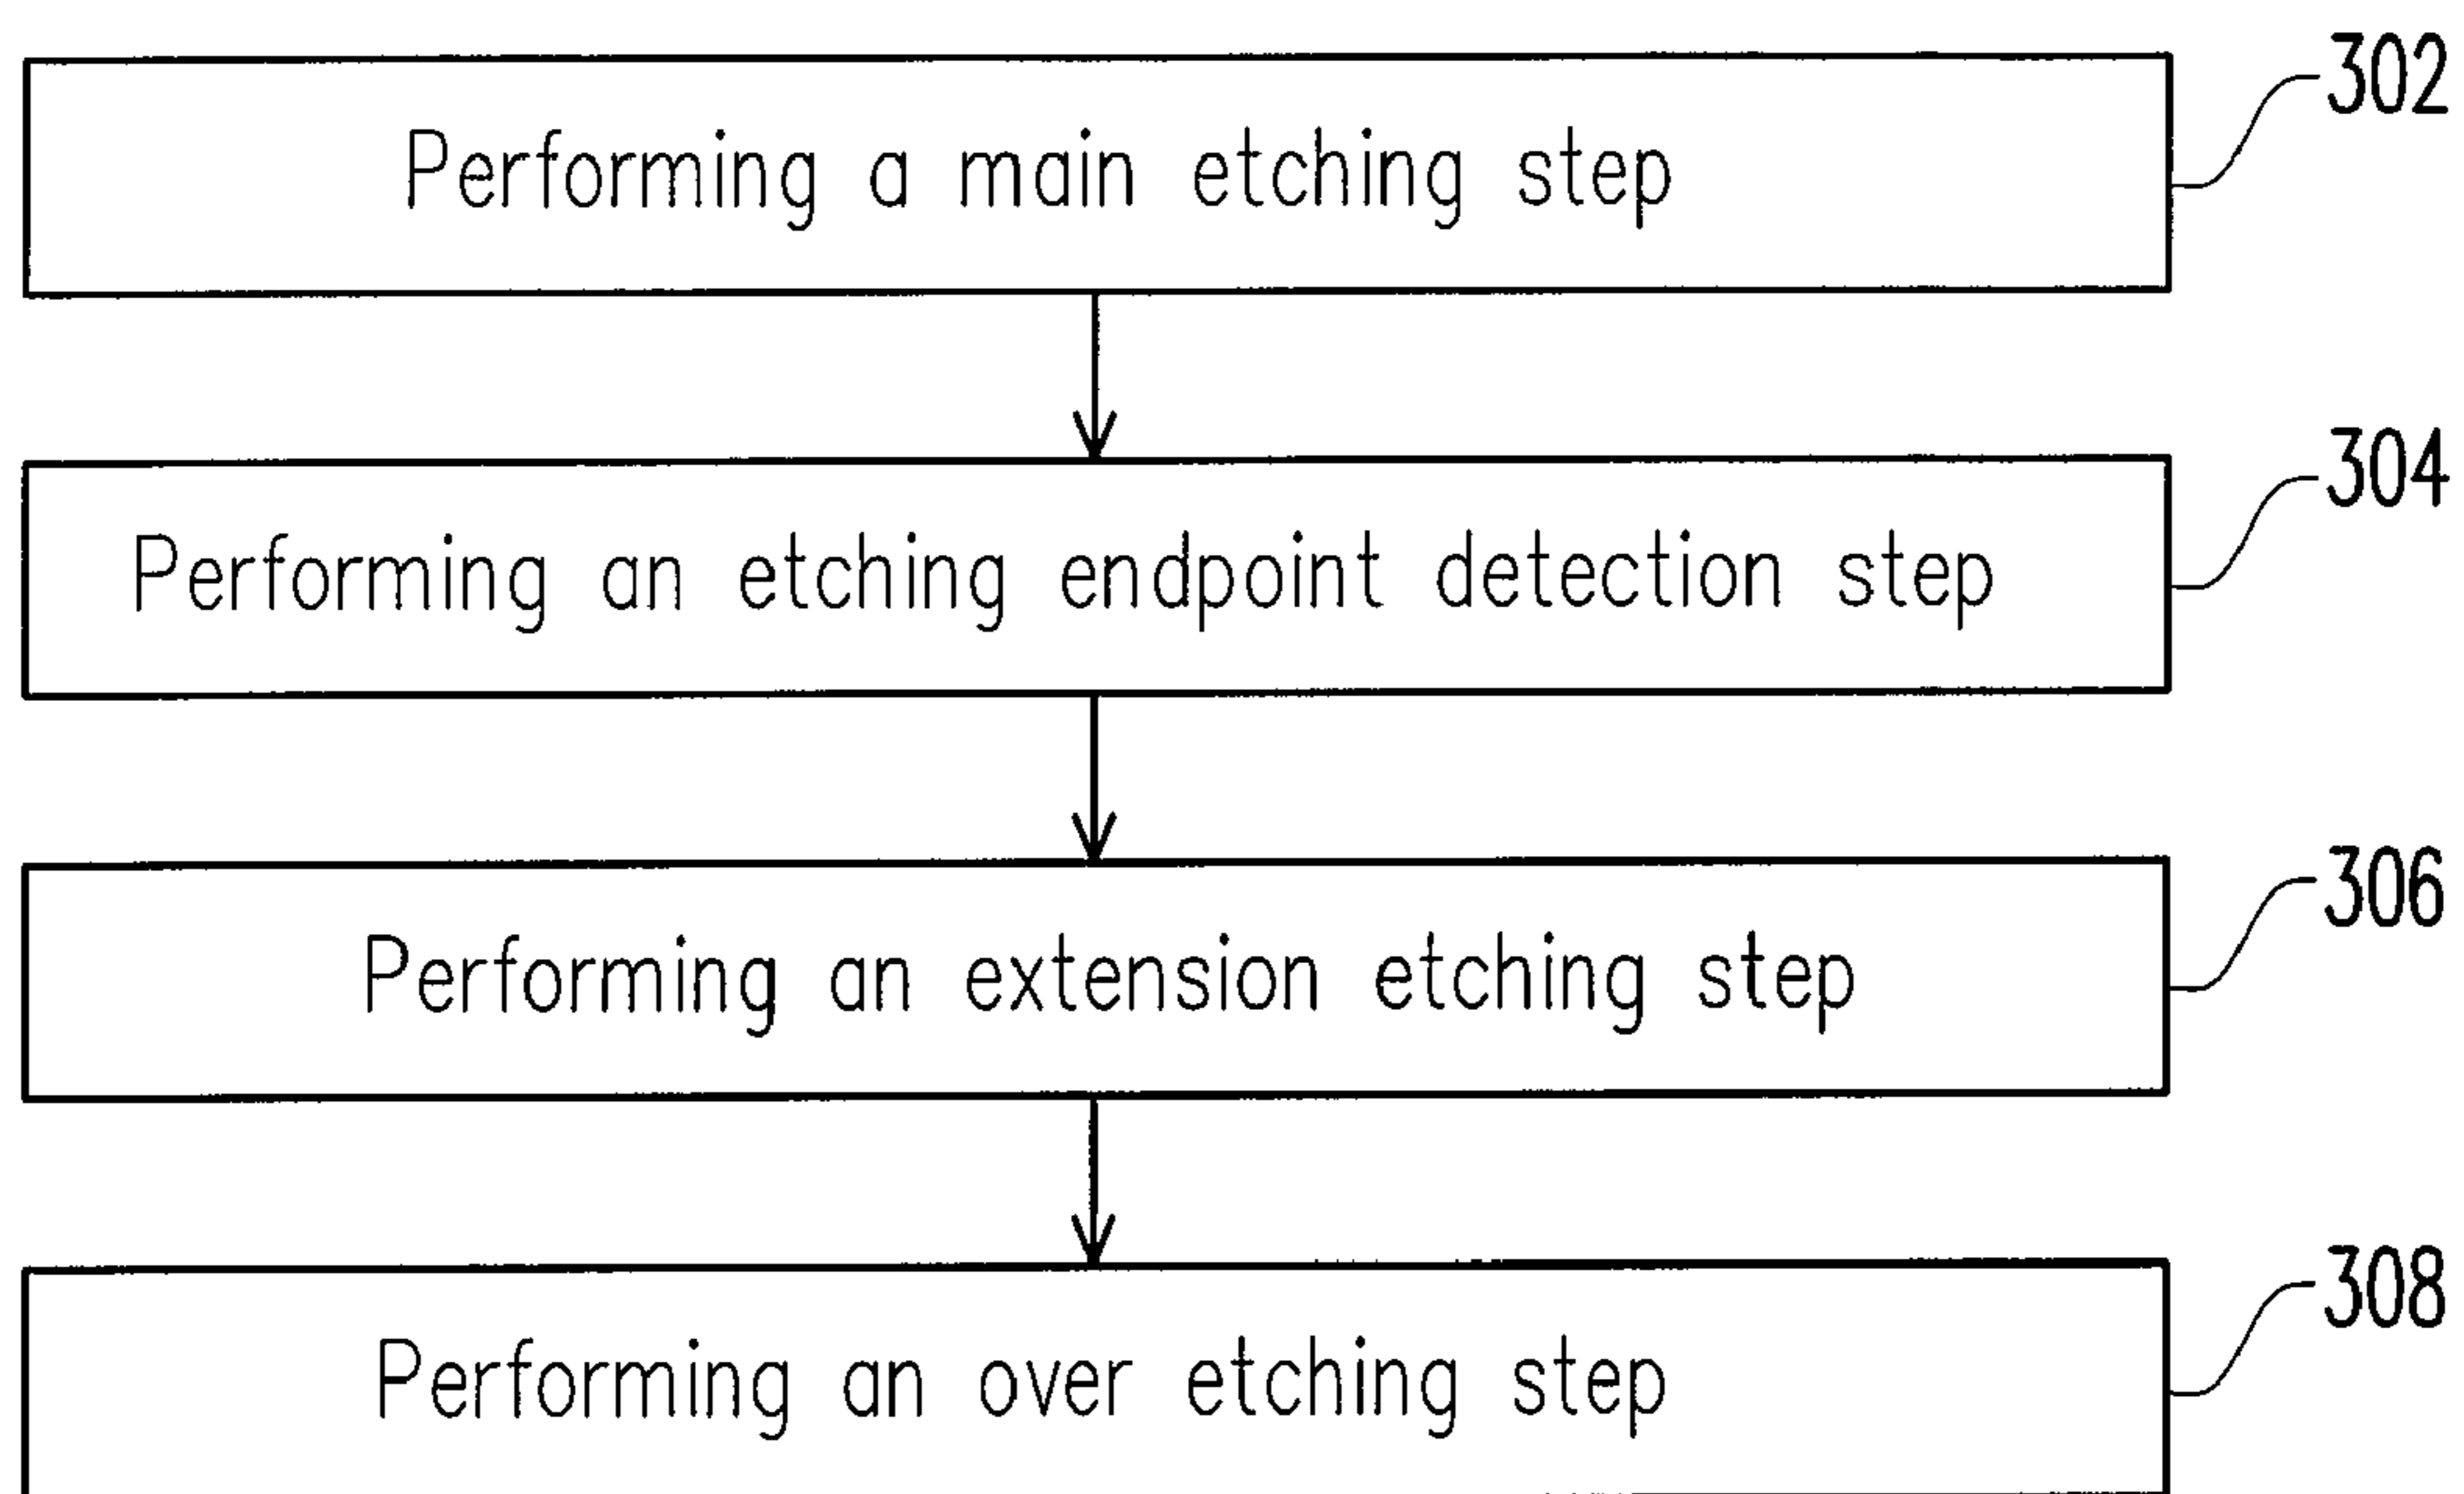 302
Performing a main etching step
304
Performing an etching endpoint detection step
306
Performing an extension etching step
308
Performing an over etching step